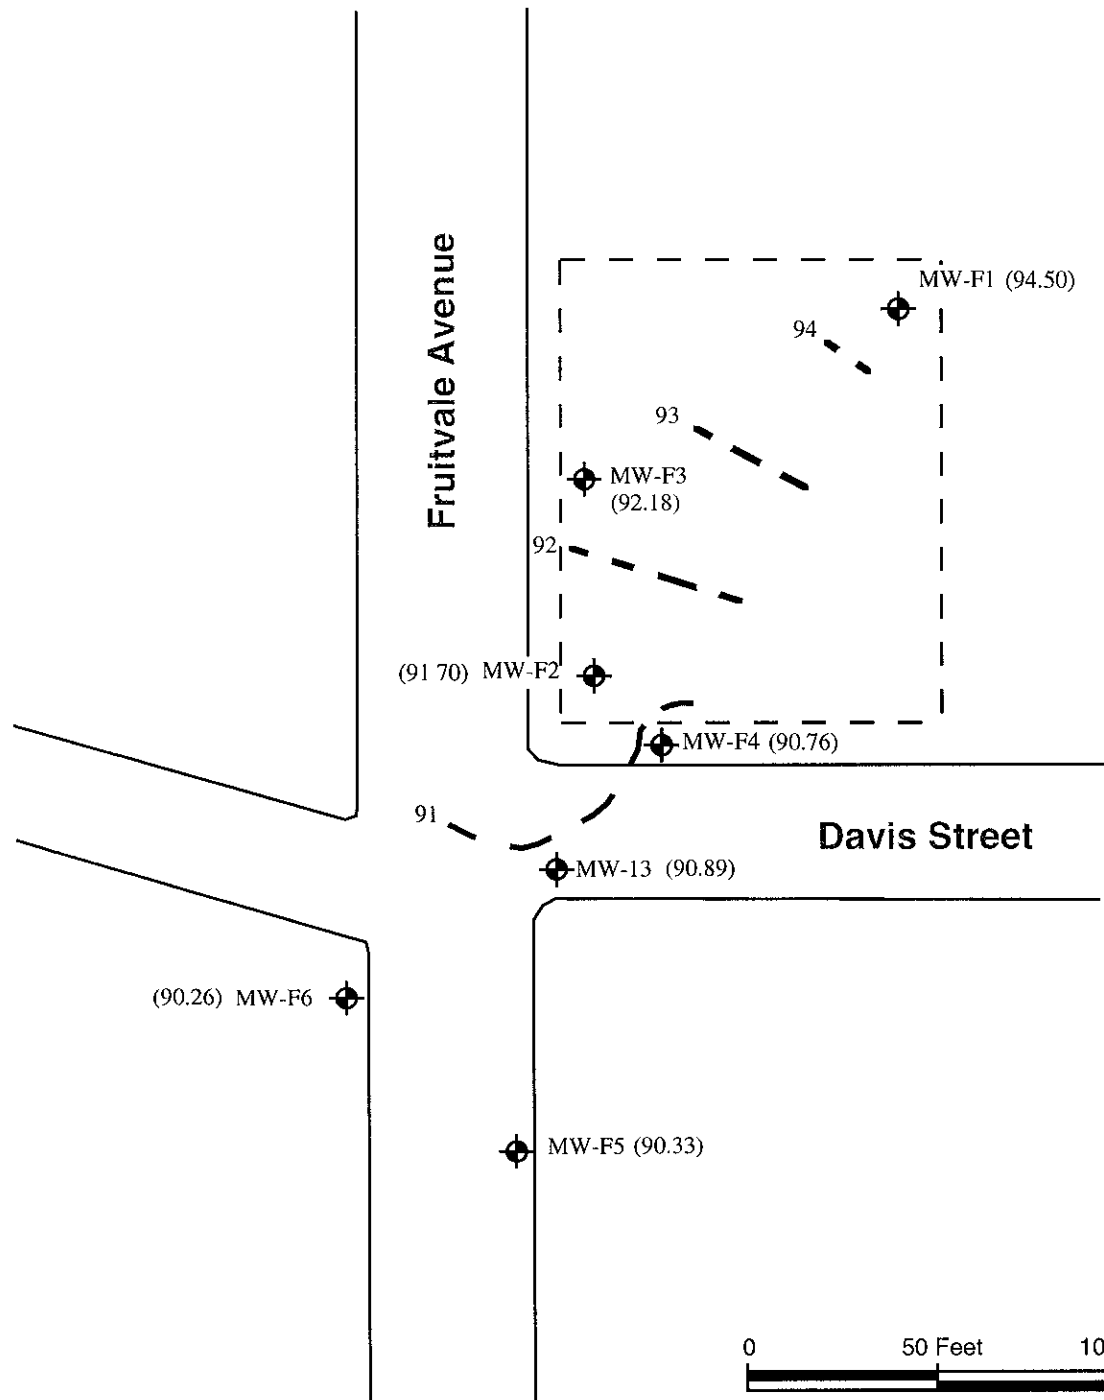 Fruitvale Avenue
MW-F1 (94.50)
94
93
MW-F3
(92.18)
92
(91 70) MW-F2
MW-F4 (90.76)
91
Davis Street
MW-13 (90.89)
(90.26) MW-F6
MW-F5 (90.33)
0 50 Feet 10